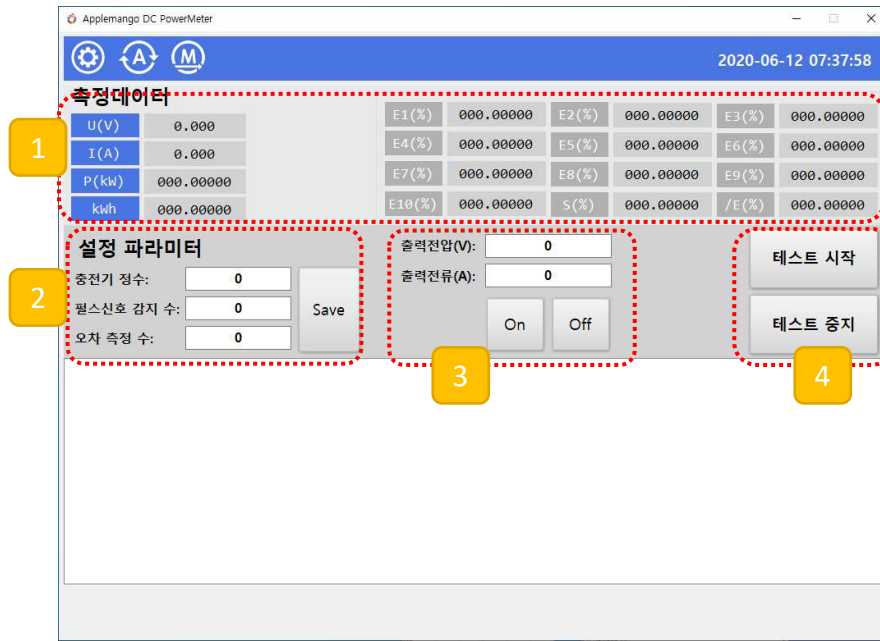 Applemango DC PowerMeter
A M 2020-06-12 07:37:58
측정데이터
1
U(V) 0.000
I(A) 0.000
P(kW) 000.00000
kWh 000.00000
E1(%) 000.00000 E2(%) 000.00000 E3(%) 000.00000
E4(%) 000.00000 E5(%) 000.00000 E6(%) 000.00000
E7(%) 000.00000 E8(%) 000.00000 E9(%) 000.00000
E10(%) 000.00000 S(%) 000.00000 /E(%) 000.00000
2
설정 파라미터
충전기 정수: 0
펄스신호 감지 수: 0
오차 측정 수: 0
Save
출력전압(V): 0
출력전류(A): 0
On Off
3
테스트 시작
테스트 중지
4